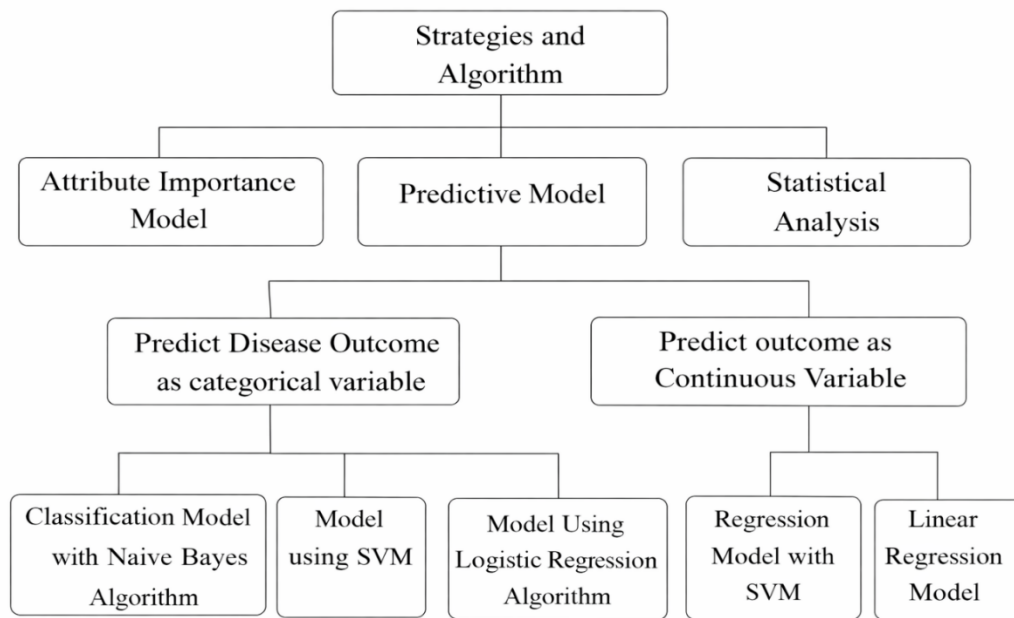 Strategies and
Algorithm
Attribute Importance
Model
Predictive Model
Statistical
Analysis
Predict Disease Outcome
as categorical variable
Predict outcome as
Continuous Variable
Classification Model
with Naive Bayes
Algorithm
Model
using SVM
Model Using
Logistic Regression
Algorithm
Regression
Model with
SVM
Linear
Regression
Model